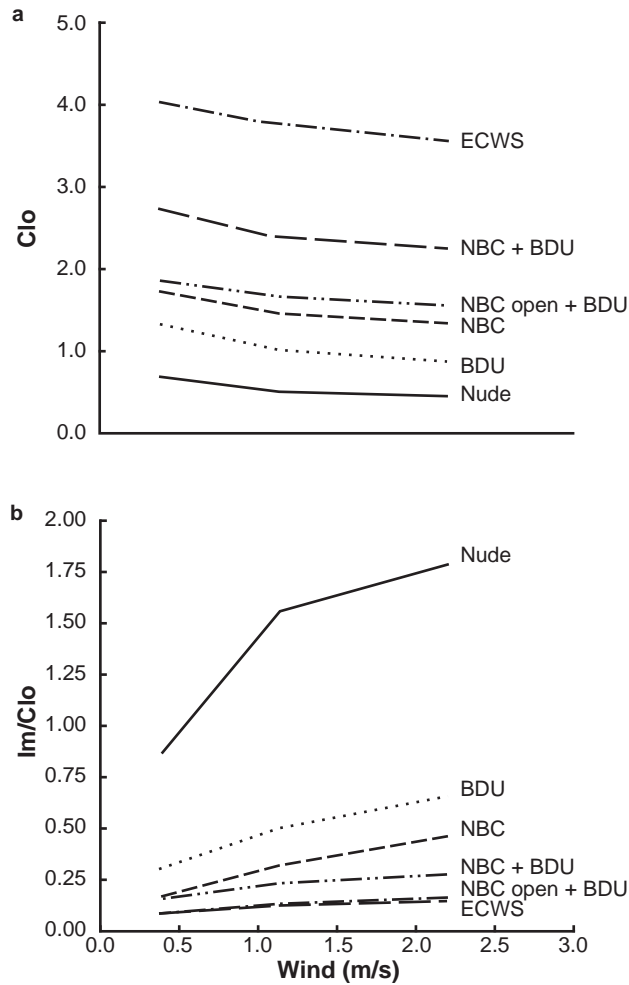 a
5.0
4.0
3.0
2.0
1.0
0.0
Clo
ECWS
NBC + BDU
NBC open + BDU
NBC
BDU
Nude
b
2.00
1.75
1.50
1.25
1.00
0.75
0.50
0.25
0.00
Im/Clo
Nude
BDU
NBC
NBC + BDU
NBC open + BDU
ECWS
0.0 0.5 1.0 1.5 2.0 2.5 3.0
Wind (m/s)